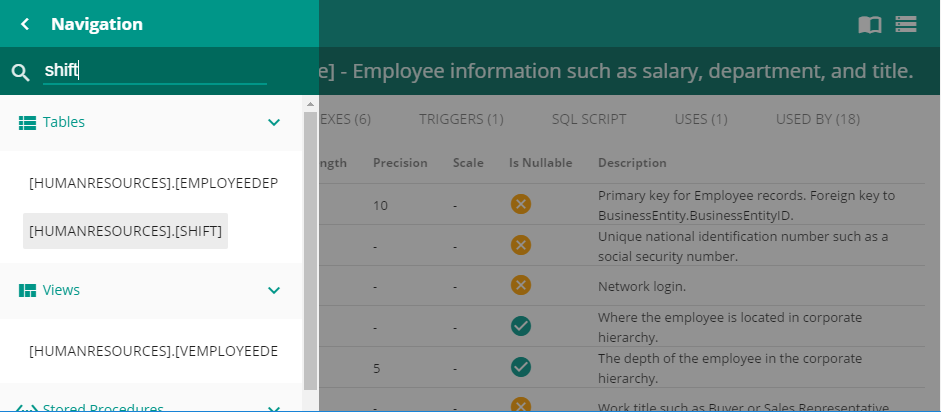 Navigation
shift
e] - Employee information such as salary, department, and title.
Tables
[HUMANRESOURCES].[EMPLOYEEDEP
[HUMANRESOURCES].[SHIFT]
Views
[HUMANRESOURCES].[VEMPLOYEEDE
Stored Procedures
EXES (6) TRIGGERS (1) SQL SCRIPT USES (1) USED BY (18)
ngth Precision Scale Is Nullable Description
10 - Primary key for Employee records. Foreign key to
BusinessEntity.BusinessEntityID.
- - Unique national identification number such as a
social security number.
- - Network login.
- - Where the employee is located in corporate
hierarchy.
5 - The depth of the employee in the corporate
hierarchy.
- - Work title such as Buyer or Sales Representative.